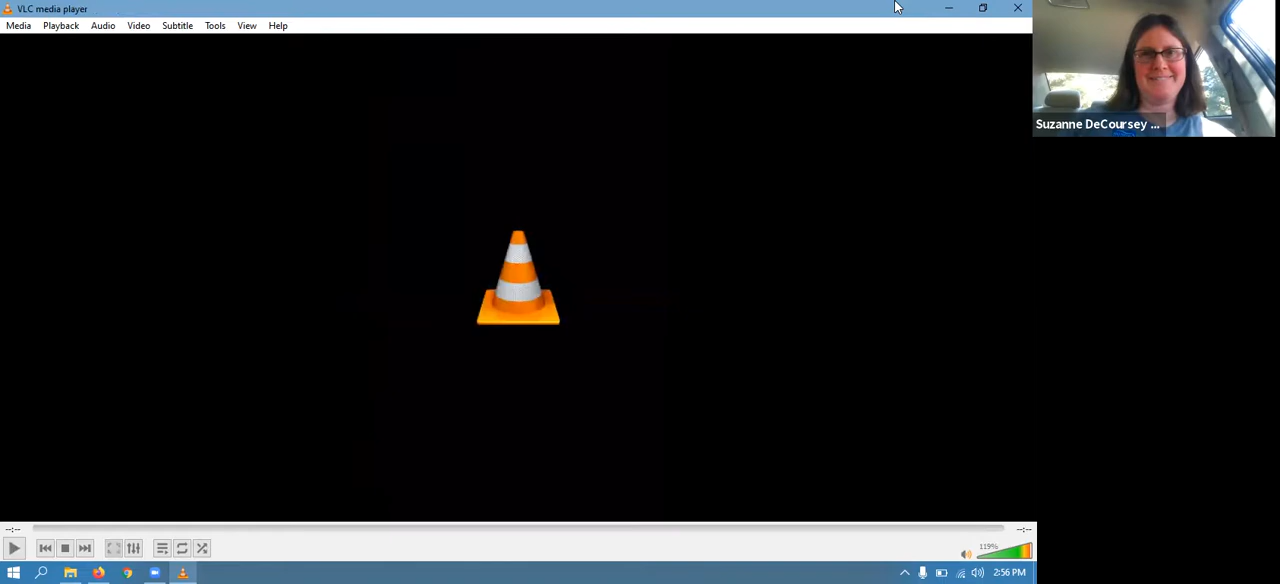 VLC media player
Media Playback Audio Video Subtitle Tools View Help
Suzanne DeCoursey ...
--:-- --:--
119%
2:56 PM